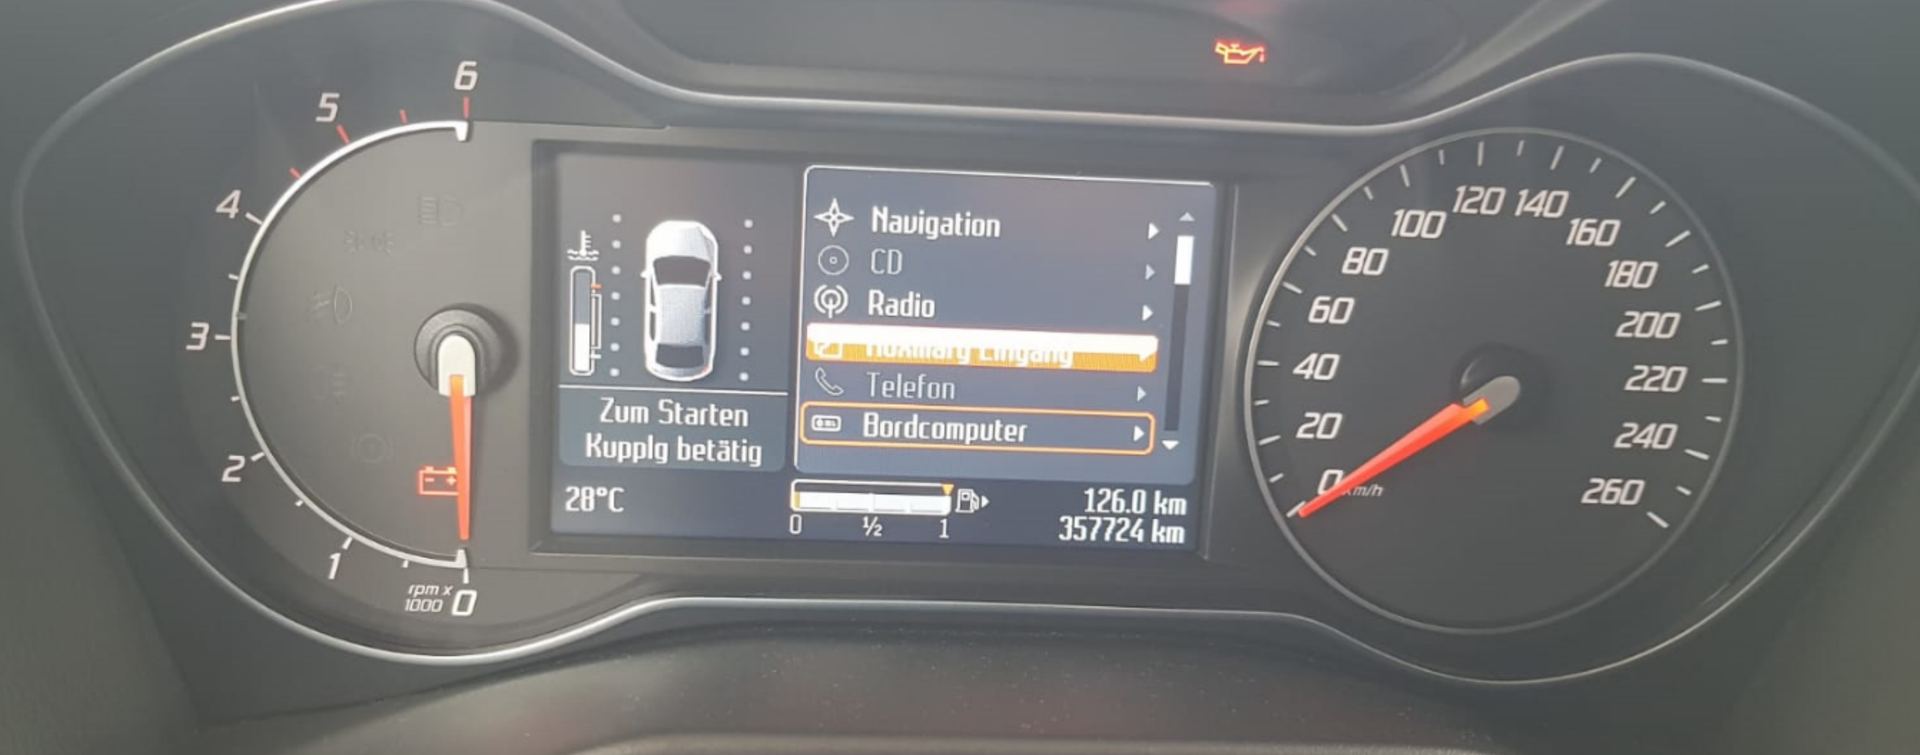 6
5
4
3
2
1
0
rpm x
1000
Navigation
CD
Radio
Auxiliary Eingang
Telefon
Bordcomputer
Zum Starten
Kupplg betätig
28°C
0 ½ 1
126.0 km
357724 km
0
20
40
60
80
100
120
140
160
180
200
220
240
260
km/h